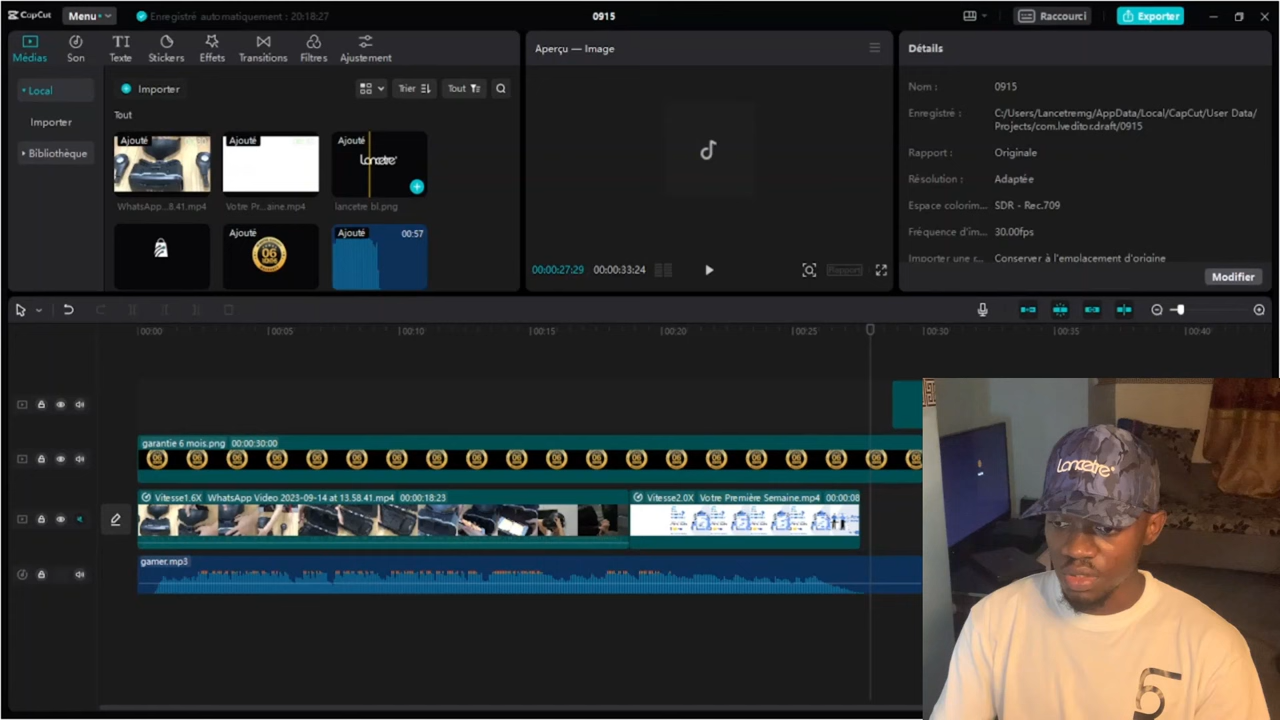 CapCut Menu Enregistré automatiquement : 20:18:27 0915 Raccourci Exporter
Médias Son Texte Stickers Effets Transitions Filtres Ajustement
Local
Importer
Bibliothèque
Importer Trier Tout
Tout
Ajouté Ajouté Ajouté
Lancetre
WhatsApp...8.41.mp4 Votre Pr...aine.mp4 lancetre bl.png
Ajouté Ajouté 00:57
06
Aperçu — Image
00:00:27:29 00:00:33:24 Rapport
Détails
Nom : 0915
Enregistré : C:/Users/Lancetremg/AppData/Local/CapCut/User Data/
Projects/com.lveditor.draft/0915
Rapport : Originale
Résolution : Adaptée
Espace colorim... SDR - Rec.709
Fréquence d'im... 30.00fps
Importer une r... Conserver à l'emplacement d'origine
Modifier
00:00 00:05 00:10 00:15 00:20 00:25 00:30 00:35 00:40
garantie 6 mois.png 00:00:30:00
Vitesse1.6X WhatsApp Video 2023-09-14 at 13.58.41.mp4 00:00:18:23 Vitesse2.0X Votre Première Semaine.mp4 00:00:08
gamer.mp3
Lancetre